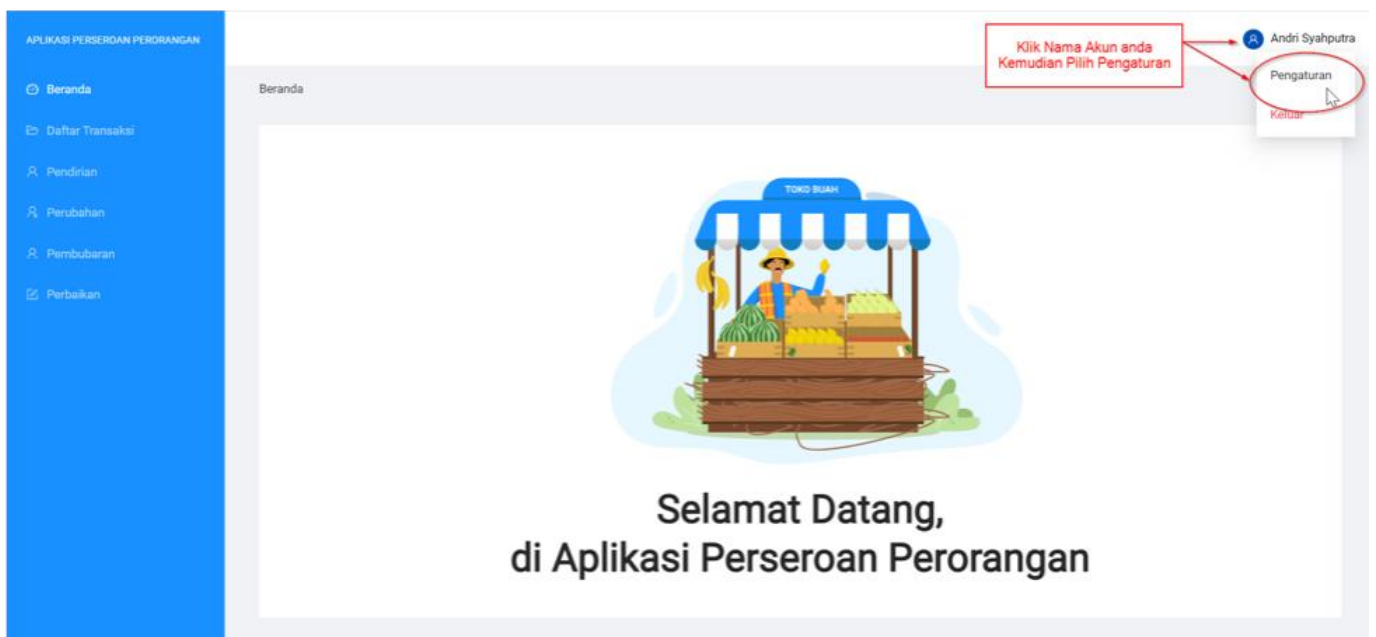 APLIKASI PERSEROAN PERORANGAN
Beranda
Daftar Transaksi
Pendirian
Perubahan
Pembubaran
Perbaikan
Klik Nama Akun anda
Kemudian Pilih Pengaturan
Andri Syahputra
Pengaturan
Keluar
Beranda
TOKO BUAH
Selamat Datang,
di Aplikasi Perseroan Perorangan